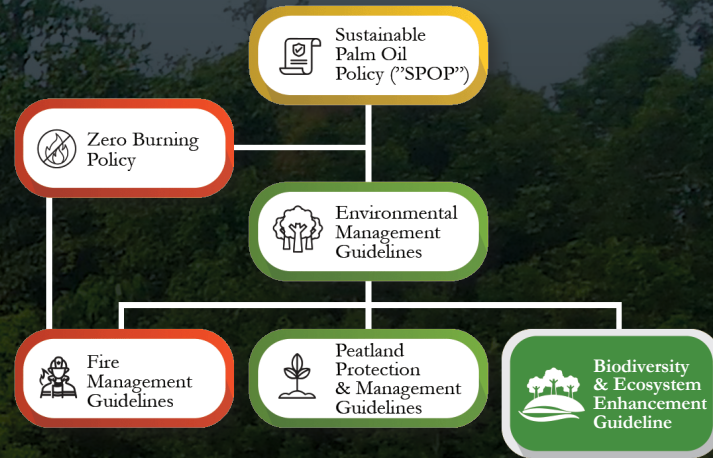 Sustainable
Palm Oil
Policy (”SPOP”)
Zero Burning
Policy
Environmental
Management
Guidelines
Fire
Management
Guidelines
Peatland
Protection
& Management
Guidelines
Biodiversity
& Ecosystem
Enhancement
Guideline